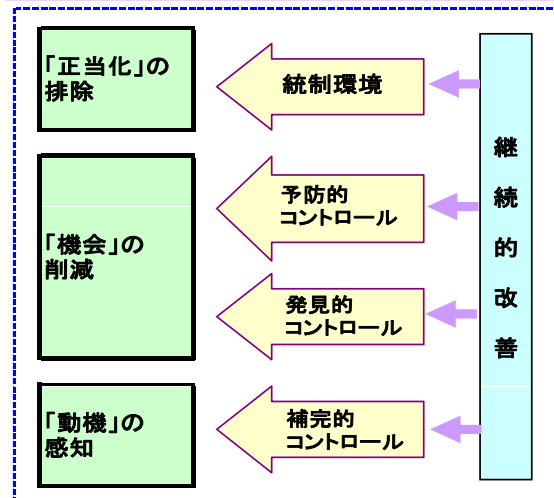 「正当化」の
排除
統制環境
「機会」の
削減
予防的
コントロール
発見的
コントロール
「動機」の
感知
補完的
コントロール
継続的改善